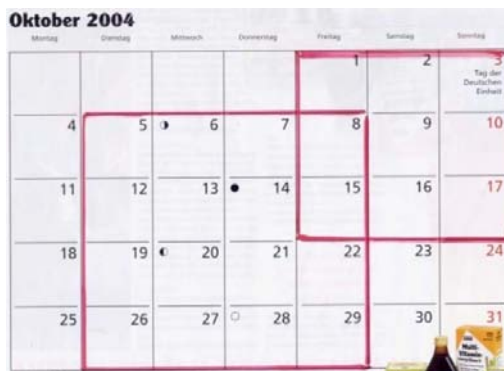 Oktober 2004
Montag Dienstag Mittwoch Donnerstag Freitag Samstag Sonntag
1 2 3
Tag der
Deutschen
Einheit
4 5 6 7 8 9 10
11 12 13 14 15 16 17
18 19 20 21 22 23 24
25 26 27 28 29 30 31
Multi-
Vitamin